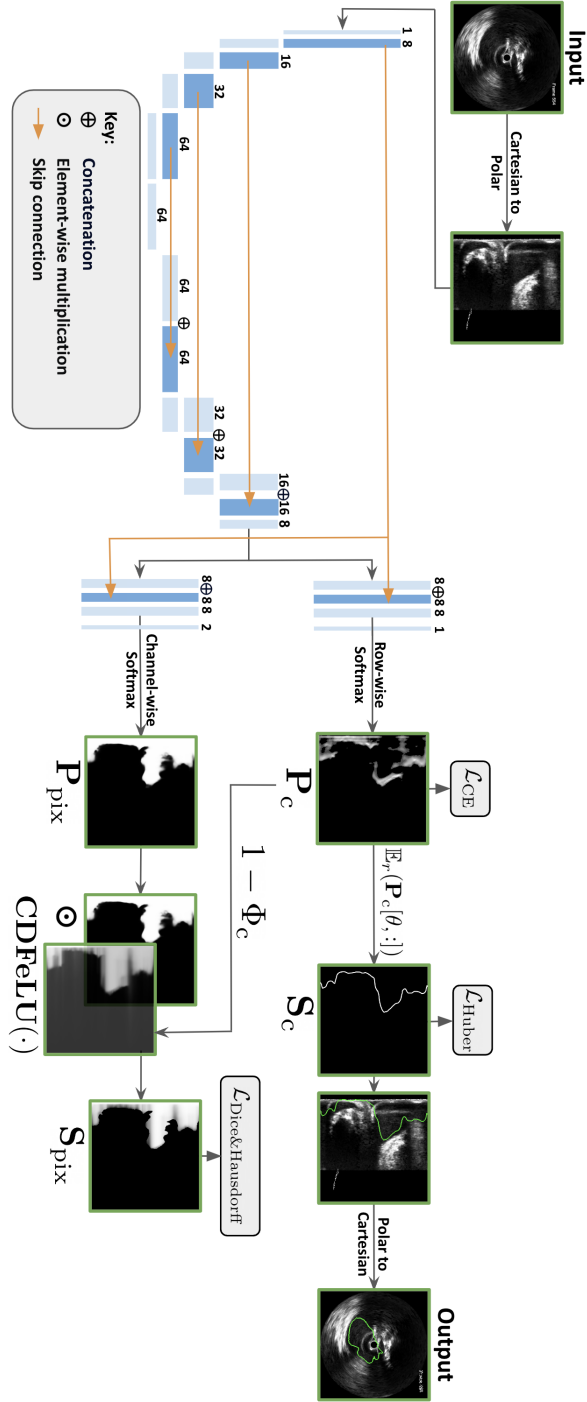 Input
Cartesian to
Polar
1
8
16
32
64
64
64
⊕
64
32
⊕
32
16⊕16
8
8⊕8 8
1
8⊕8 8
2
Row-wise
Softmax
Channel-wise
Softmax
ℒ_CE
P_c
𝔼_r(P_c[θ,:])
ℒ_Huber
S_c
Polar to
Cartesian
Output
1 − Φ_c
P_pix
⊙
CDFeLU(·)
S_pix
ℒ_Dice&Hausdorff
Key:
⊕ Concatenation
⊙ Element-wise multiplication
Skip connection